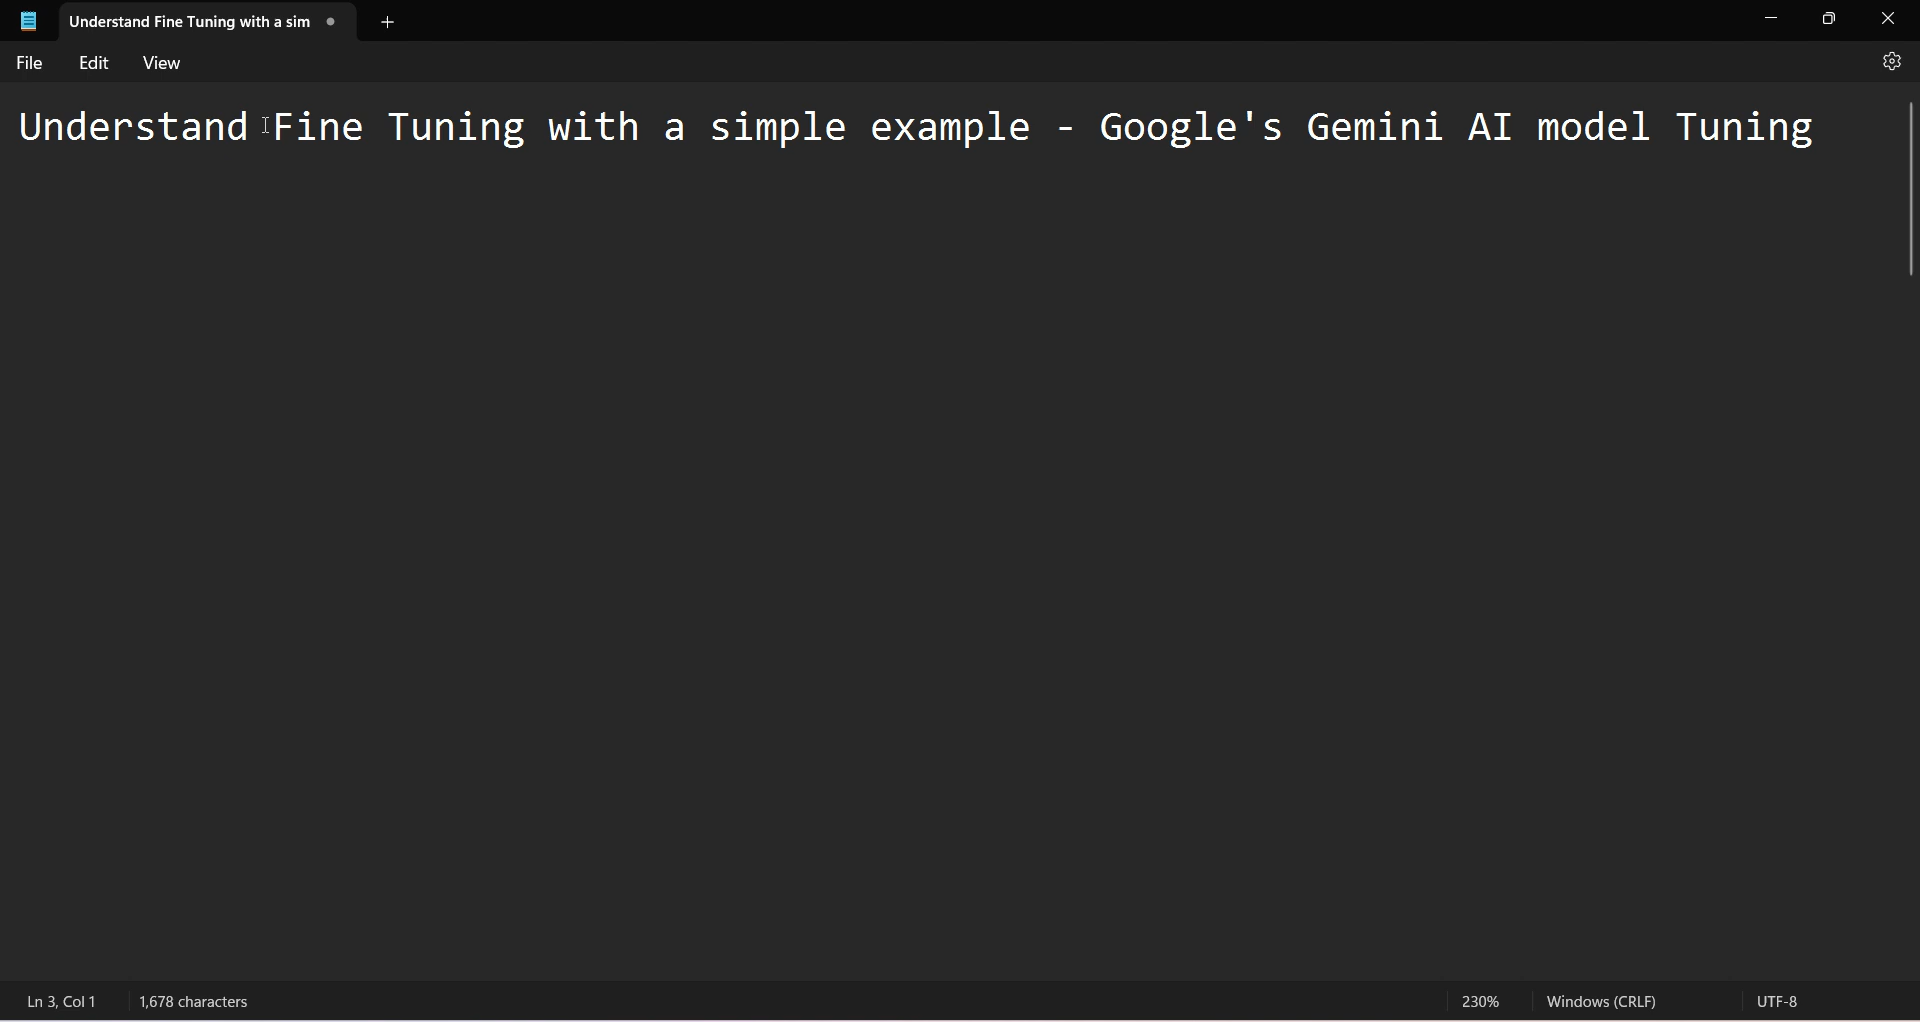 Understand Fine Tuning with a sim
File Edit View
Understand Fine Tuning with a simple example - Google's Gemini AI model Tuning
Ln 3, Col 1 1,678 characters 230% Windows (CRLF) UTF-8